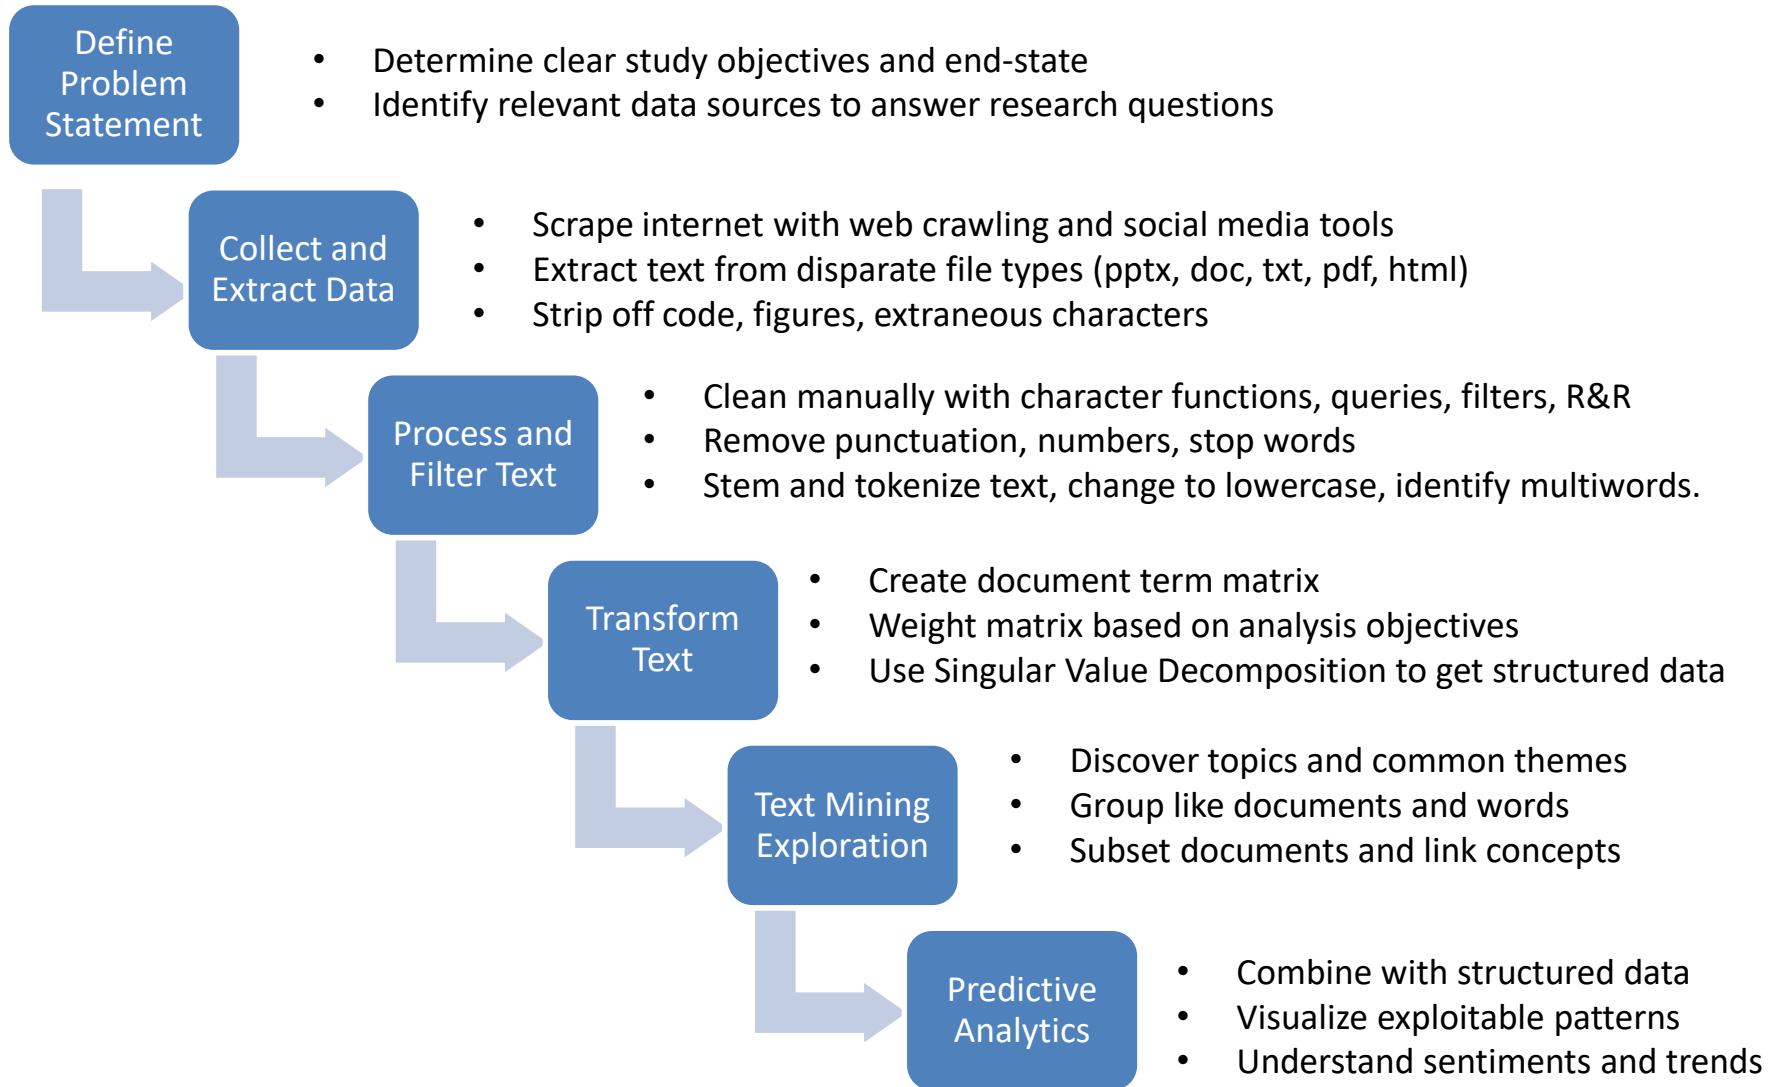 Define
Problem
Statement
• Determine clear study objectives and end-state
• Identify relevant data sources to answer research questions
Collect and
Extract Data
• Scrape internet with web crawling and social media tools
• Extract text from disparate file types (pptx, doc, txt, pdf, html)
• Strip off code, figures, extraneous characters
Process and
Filter Text
• Clean manually with character functions, queries, filters, R&R
• Remove punctuation, numbers, stop words
• Stem and tokenize text, change to lowercase, identify multiwords.
Transform
Text
• Create document term matrix
• Weight matrix based on analysis objectives
• Use Singular Value Decomposition to get structured data
Text Mining
Exploration
• Discover topics and common themes
• Group like documents and words
• Subset documents and link concepts
Predictive
Analytics
• Combine with structured data
• Visualize exploitable patterns
• Understand sentiments and trends